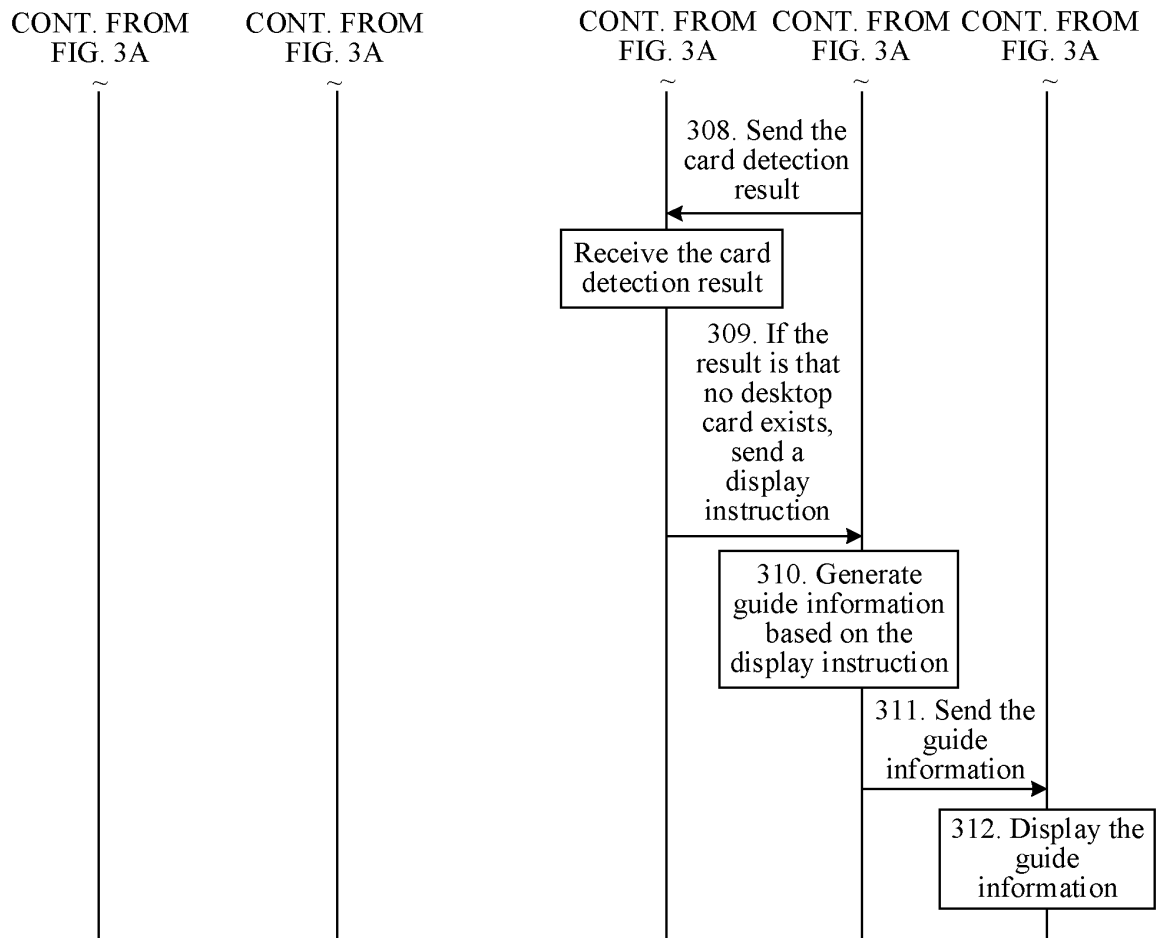 CONT. FROM
FIG. 3A
~
CONT. FROM
FIG. 3A
~
CONT. FROM
FIG. 3A
~
CONT. FROM
FIG. 3A
~
CONT. FROM
FIG. 3A
~
308. Send the
card detection
result
Receive the card
detection result
309. If the
result is that
no desktop
card exists,
send a
display
instruction
310. Generate
guide information
based on the
display instruction
311. Send the
guide
information
312. Display the
guide
information